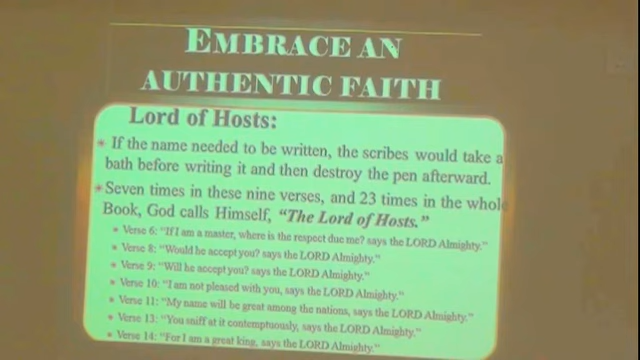 EMBRACE AN
AUTHENTIC FAITH
Lord of Hosts:
* If the name needed to be written, the scribes would take a
bath before writing it and then destroy the pen afterward.
* Seven times in these nine verses, and 23 times in the whole
Book, God calls Himself, “The Lord of Hosts.”
* Verse 6: “If I am a master, where is the respect due me? says the LORD Almighty.”
* Verse 8: “Would he accept you? says the LORD Almighty.”
* Verse 9: “Will he accept you? says the LORD Almighty.”
* Verse 10: “I am not pleased with you, says the LORD Almighty.”
* Verse 11: “My name will be great among the nations, says the LORD Almighty.”
* Verse 13: “You sniff at it contemptuously, says the LORD Almighty.”
* Verse 14: “For I am a great king, says the LORD Almighty.”